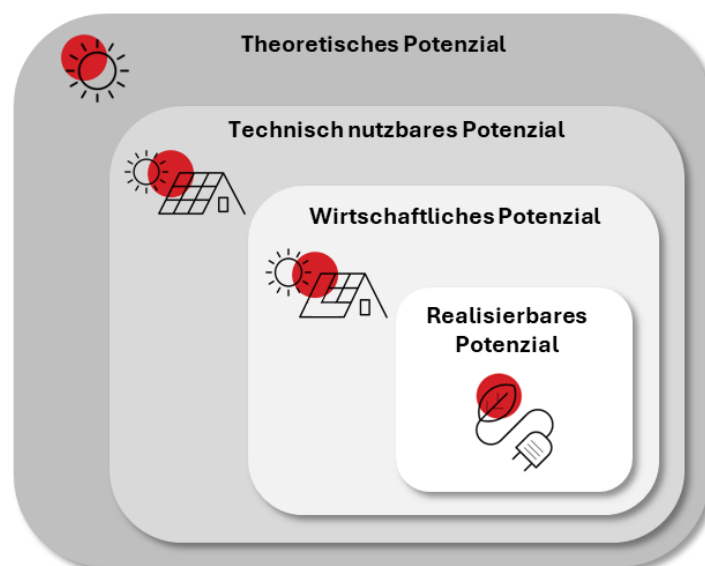 Theoretisches Potenzial
Technisch nutzbares Potenzial
Wirtschaftliches Potenzial
Realisierbares
Potenzial